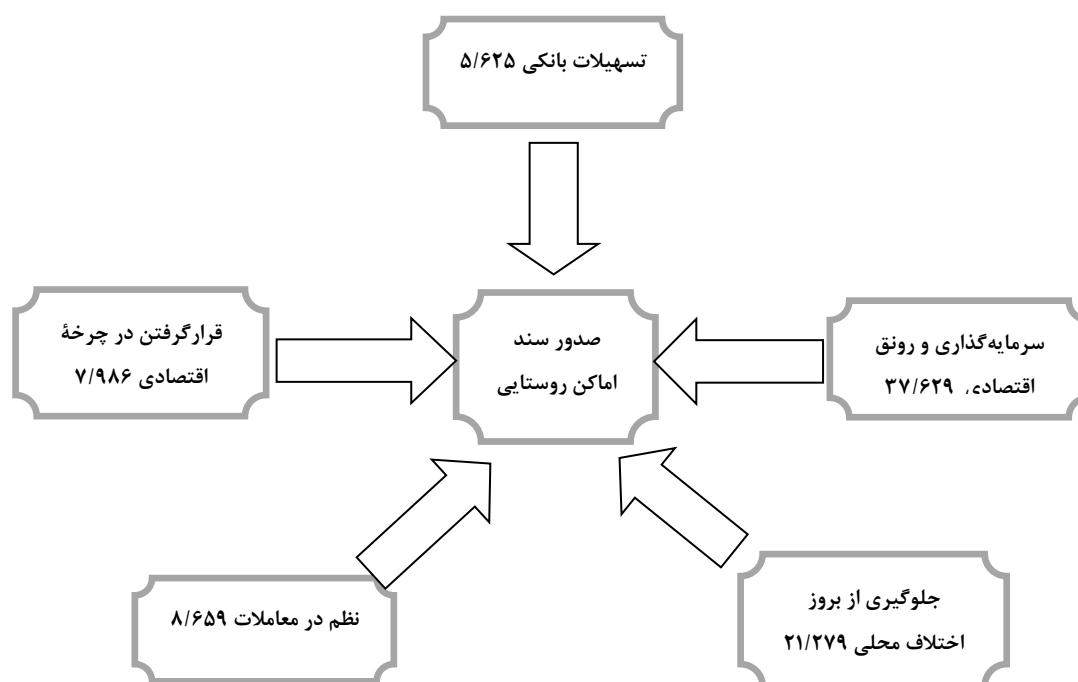 تسهیلات بانکی ۵/۶۲۵
صدور سند
اماکن روستایی
سرمایه‌گذاری و رونق
اقتصادی ۳۷/۶۲۹
قرارگرفتن در چرخهٔ
اقتصادی ۷/۹۸۶
جلوگیری از بروز
اختلاف محلی ۲۱/۲۷۹
نظم در معاملات ۸/۶۵۹